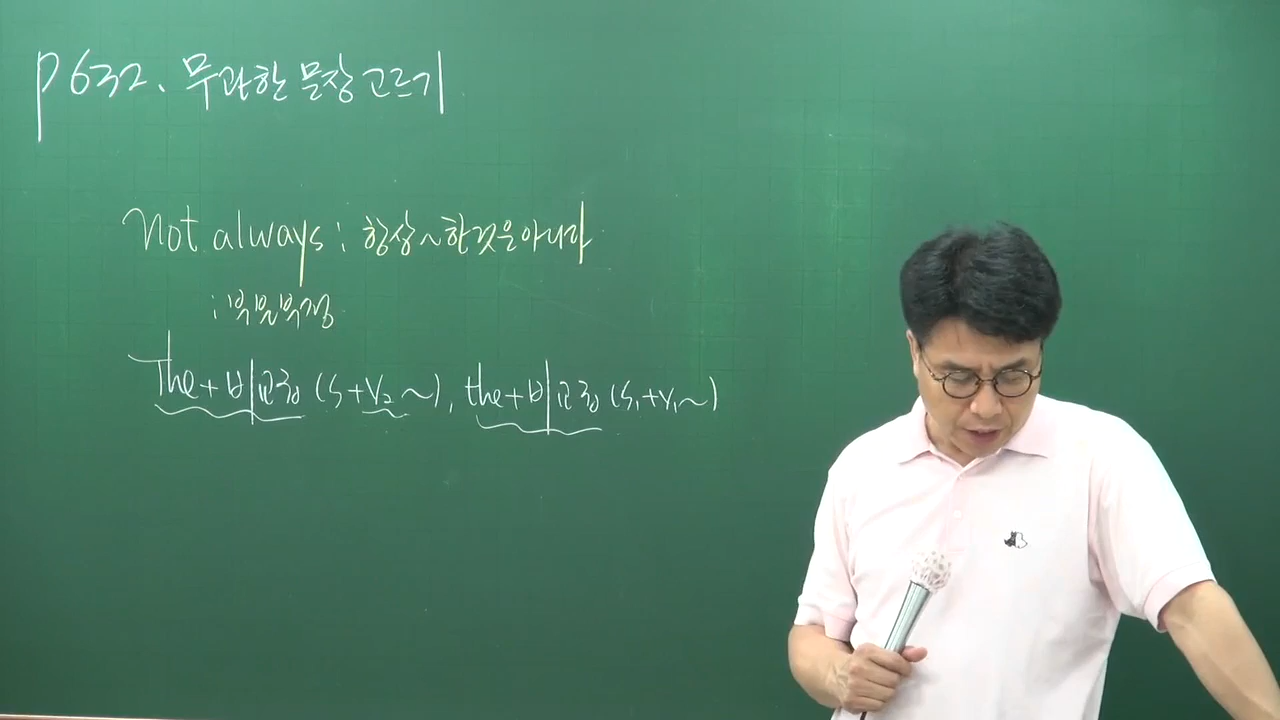 P 632. 무관한 문장 고르기
not always : 항상~한것은아니다
: 부분부정
The + 비교급 (S+V₂~), the + 비교급 (S₁+V₁~)